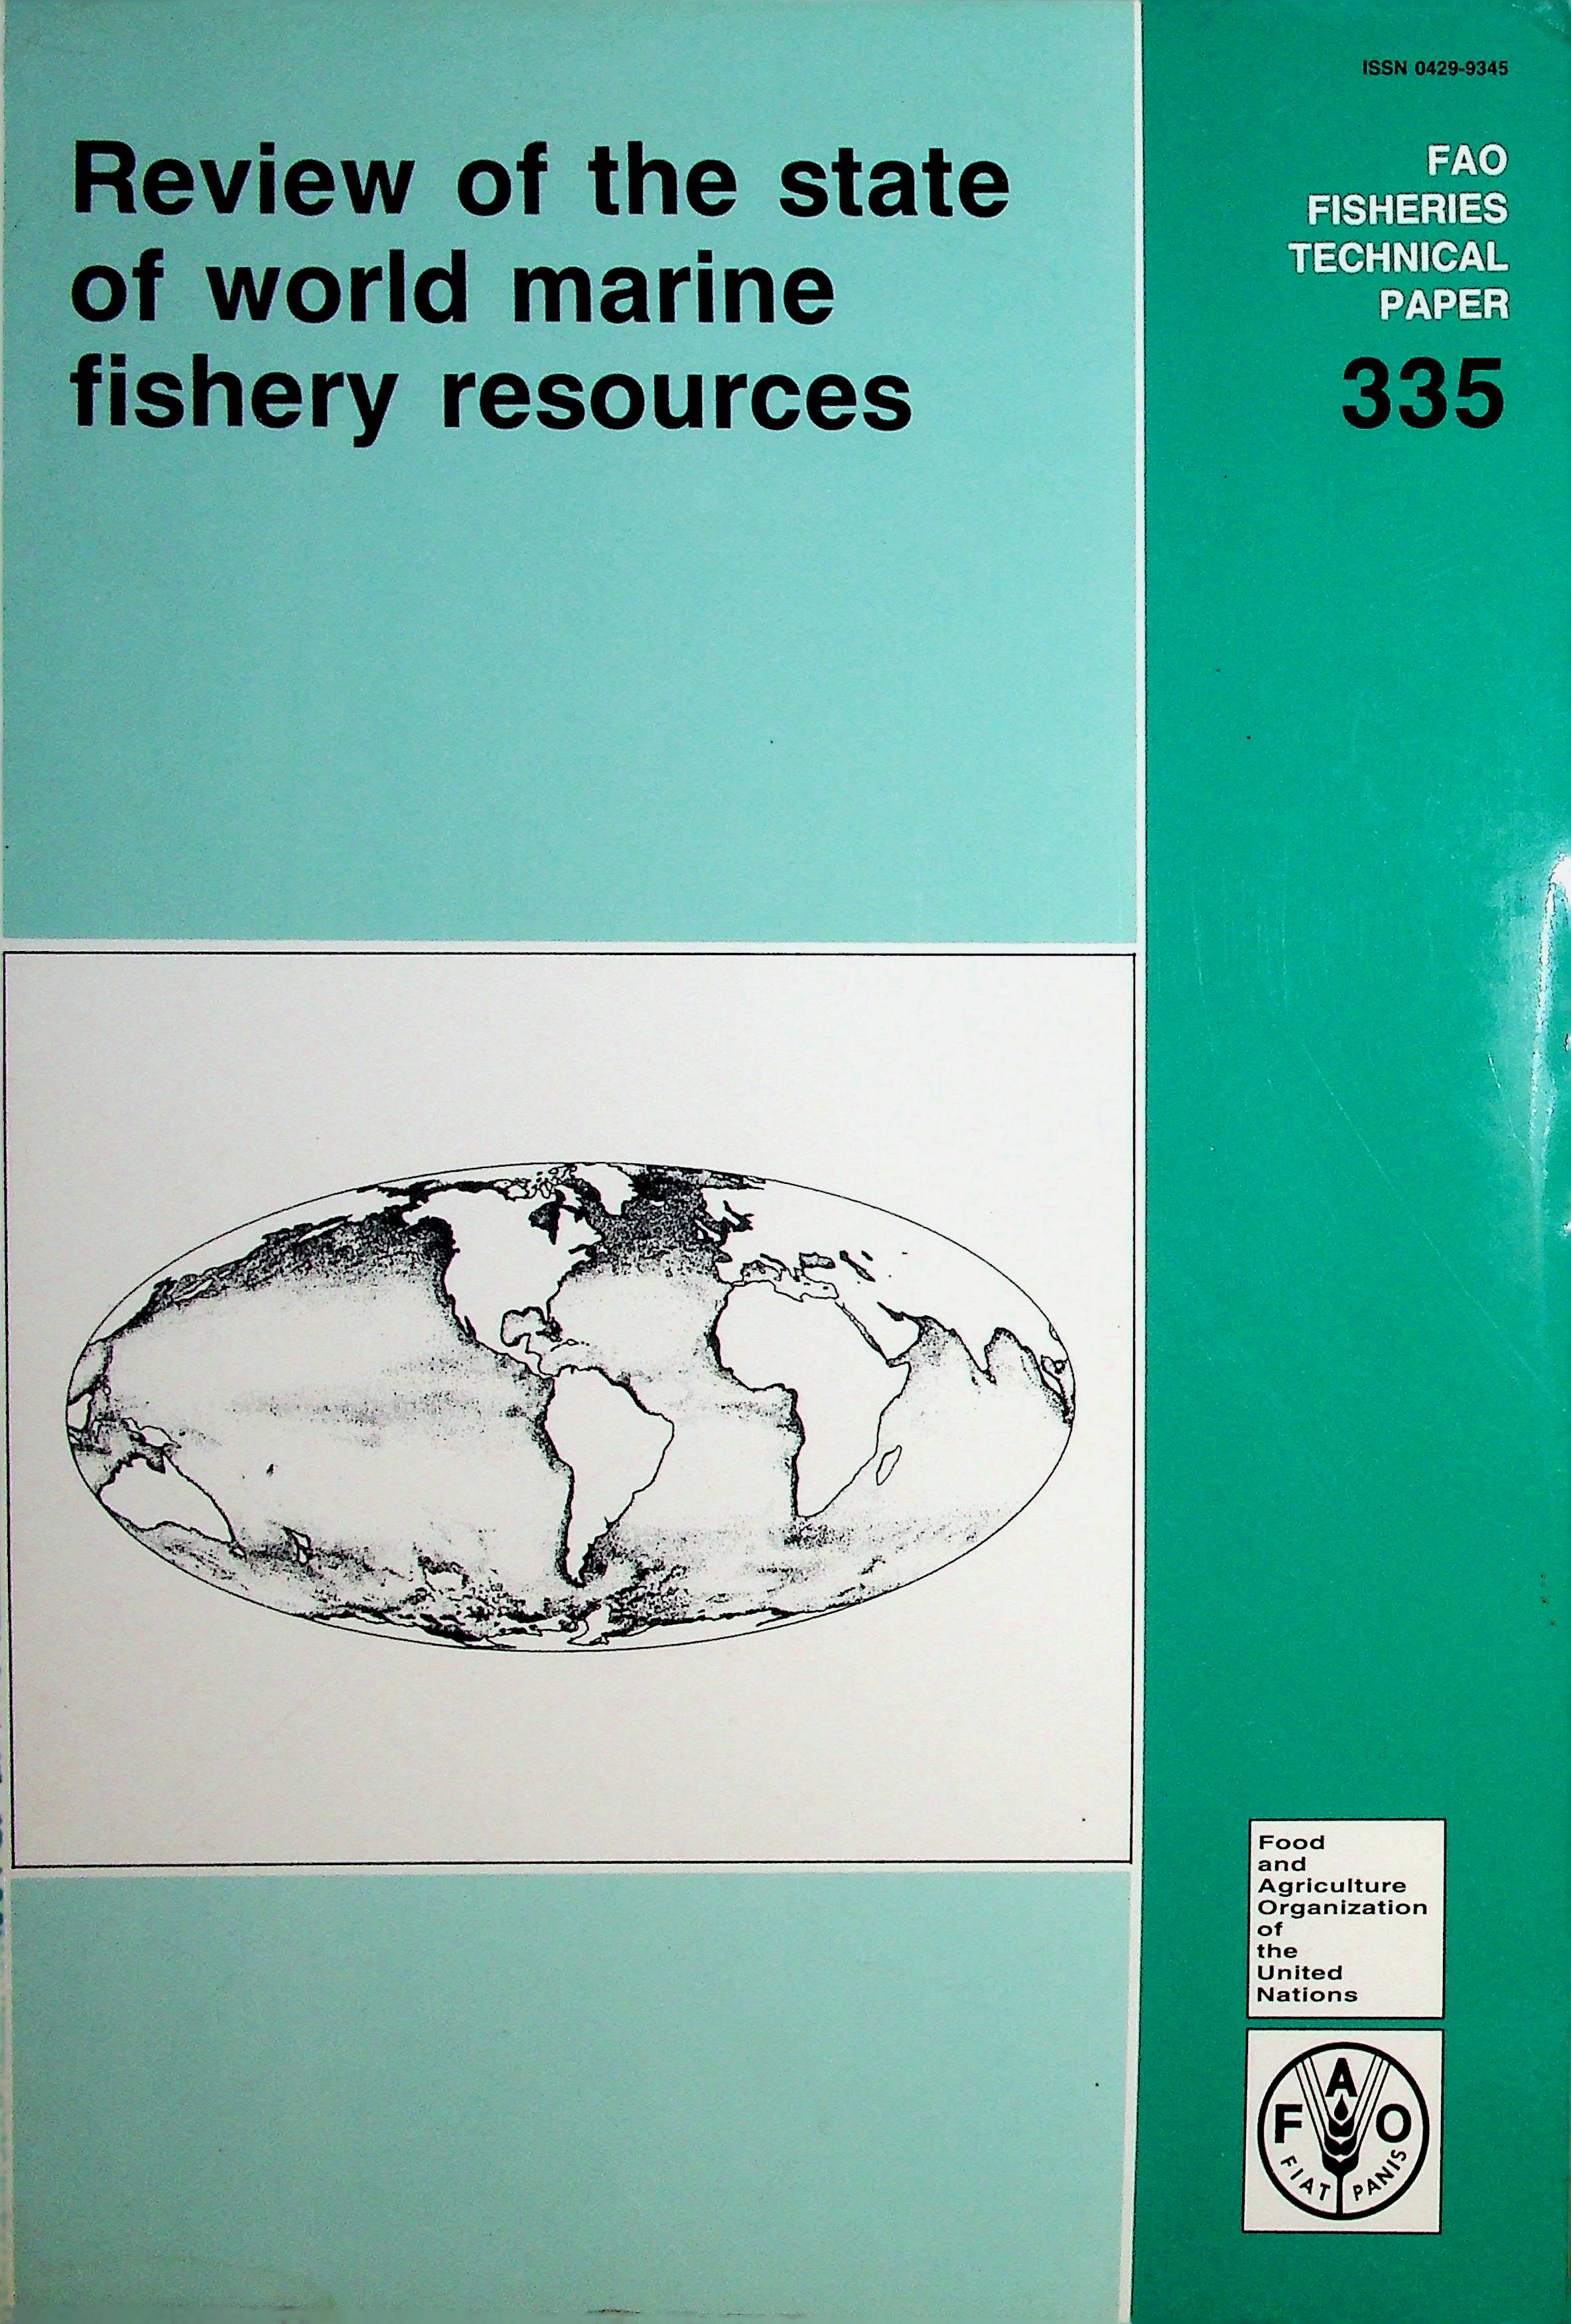 ISSN 0429-9345
Review of the state
of world marine
fishery resources
FAO
FISHERIES
TECHNICAL
PAPER
335
Food
and
Agriculture
Organization
of
the
United
Nations
F A O
FIAT PANIS